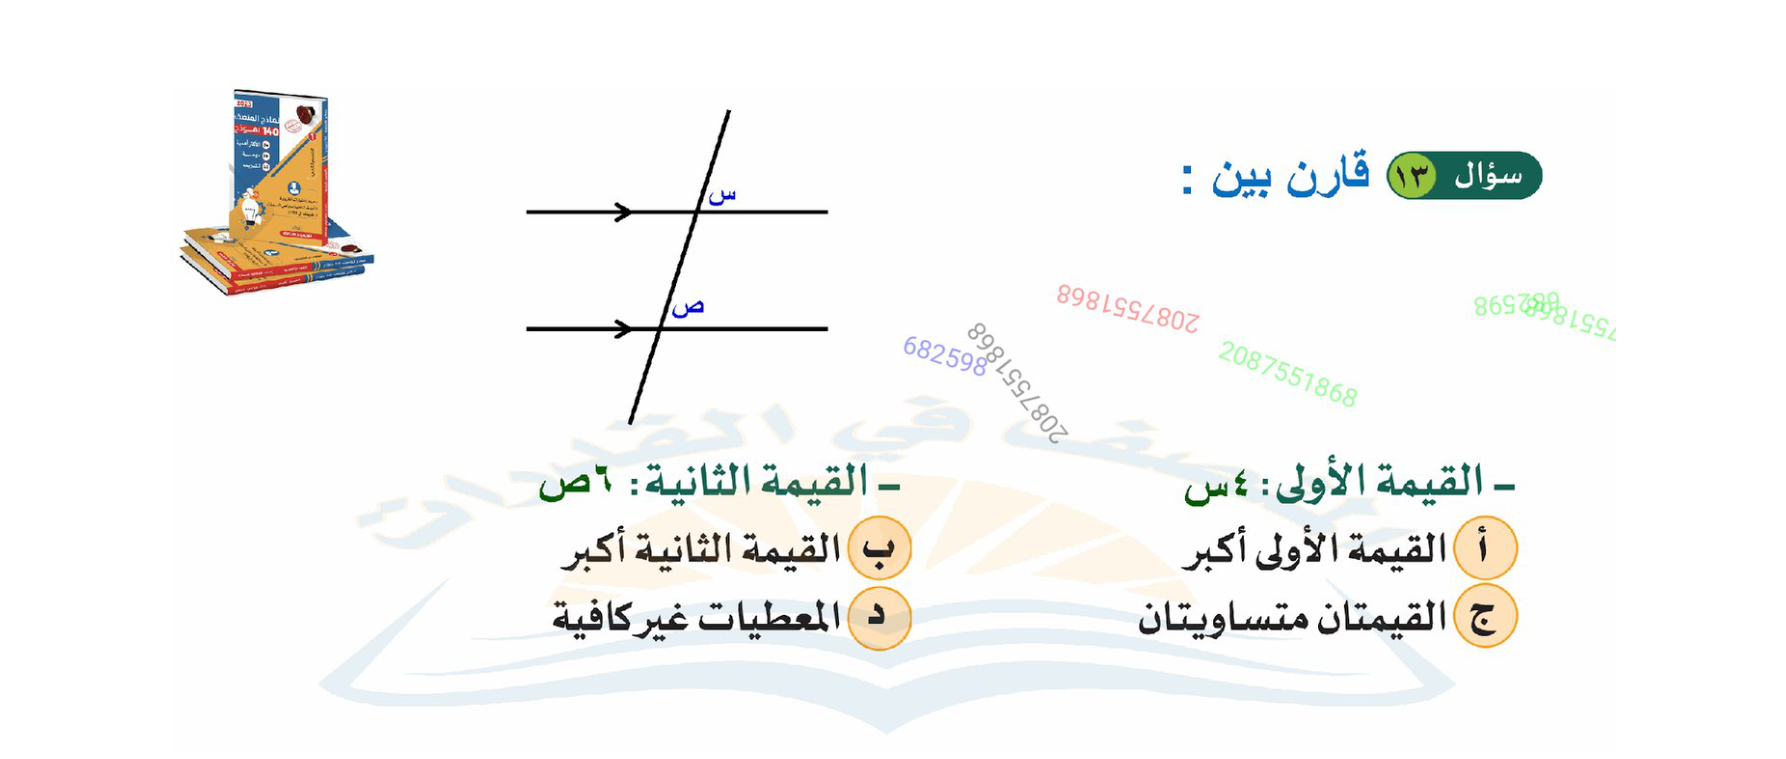 سؤال ١٣ قارن بين :
س
ص
- القيمة الأولى : ٤س
- القيمة الثانية : ٦ص
أ القيمة الأولى أكبر
ب القيمة الثانية أكبر
ج القيمتان متساويتان
د المعطيات غير كافية
2087551868
682598
2087551868
2087551868
682598